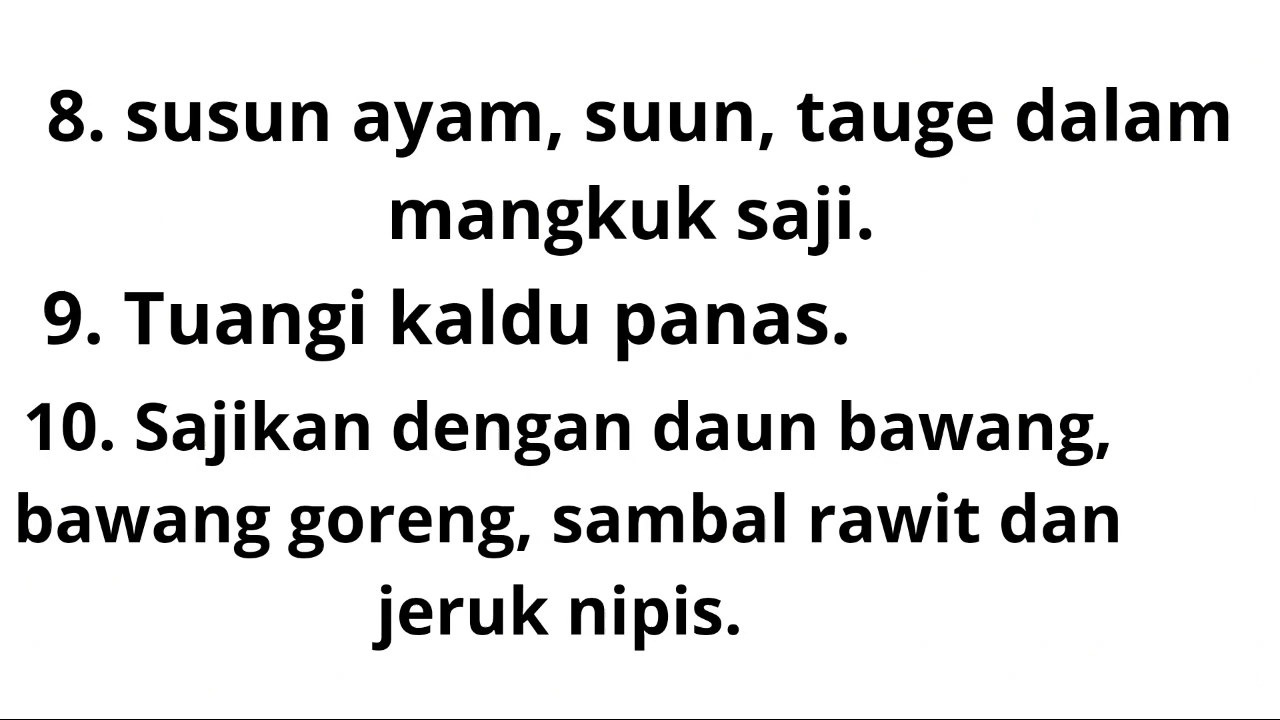 8. susun ayam, suun, tauge dalam
mangkuk saji.
9. Tuangi kaldu panas.
10. Sajikan dengan daun bawang,
bawang goreng, sambal rawit dan
jeruk nipis.